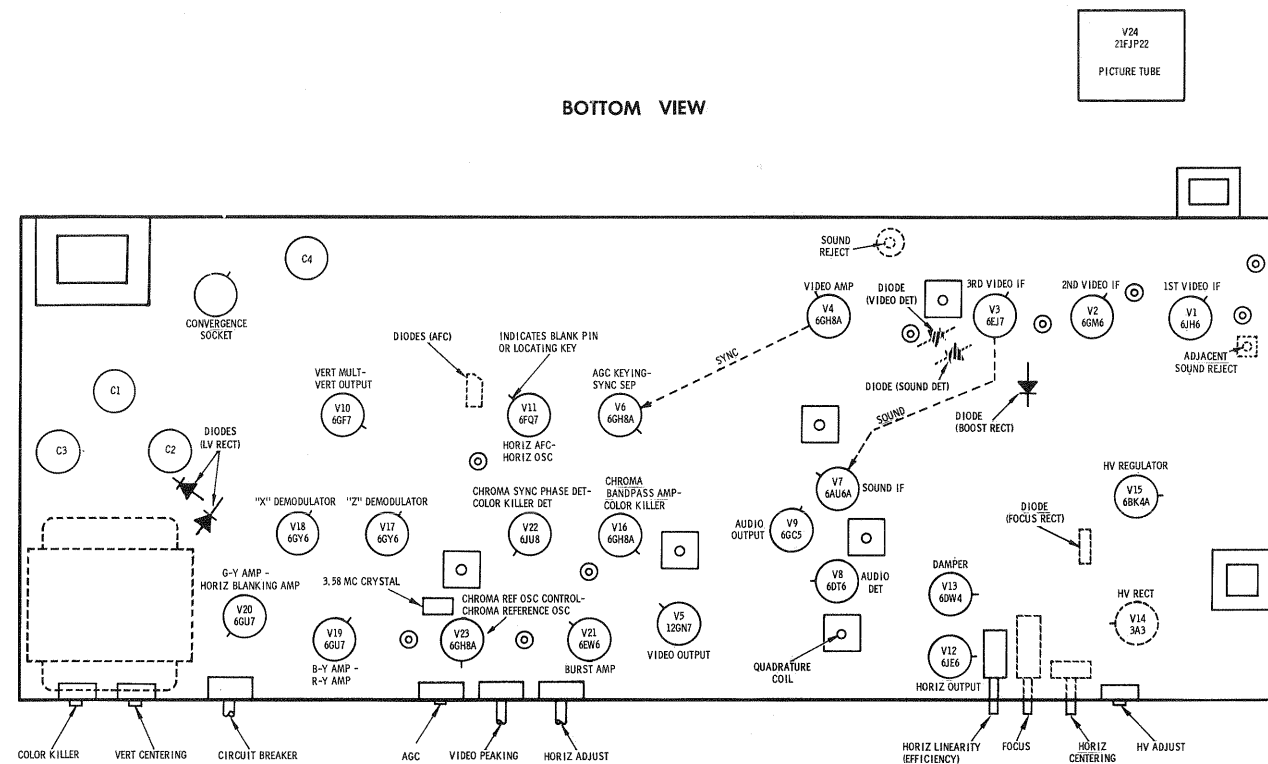 V24
21FJP22
PICTURE TUBE
BOTTOM VIEW
C4
SOUND
REJECT
CONVERGENCE
SOCKET
VIDEO AMP
V4
6GH8A
DIODE
(VIDEO DET)
3RD VIDEO IF
V3
6EJ7
2ND VIDEO IF
V2
6GM6
1ST VIDEO IF
V1
6JH6
ADJACENT
SOUND REJECT
DIODES (AFC)
INDICATES BLANK PIN
OR LOCATING KEY
SYNC
DIODE (SOUND DET)
DIODE
(BOOST RECT)
SOUND
C1
VERT MULT-
VERT OUTPUT
V10
6GF7
V11
6FQ7
HORIZ AFC-
HORIZ OSC
AGC KEYING-
SYNC SEP
V6
6GH8A
C3
C2
DIODES
(LV RECT)
V7
6AU6A
SOUND IF
HV REGULATOR
V15
6BK4A
"X" DEMODULATOR
V18
6GY6
"Z" DEMODULATOR
V17
6GY6
CHROMA SYNC PHASE DET-
COLOR KILLER DET
V22
6JU8
CHROMA
BANDPASS AMP-
COLOR KILLER
V16
6GH8A
AUDIO
OUTPUT
V9
6GC5
DIODE
(FOCUS RECT)
G-Y AMP -
HORIZ BLANKING AMP
V20
6GU7
3.58 MC CRYSTAL
CHROMA REF OSC CONTROL-
CHROMA REFERENCE OSC
V8
6DT6
AUDIO
DET
DAMPER
V13
6DW4
HV RECT
V14
3A3
V19
6GU7
B-Y AMP -
R-Y AMP
V23
6GH8A
V21
6EW6
BURST AMP
V5
12GN7
VIDEO OUTPUT
QUADRATURE
COIL
V12
6JE6
HORIZ OUTPUT
COLOR KILLER
VERT CENTERING
CIRCUIT BREAKER
AGC
VIDEO PEAKING
HORIZ ADJUST
HORIZ LINEARITY
(EFFICIENCY)
FOCUS
HORIZ
CENTERING
HV ADJUST